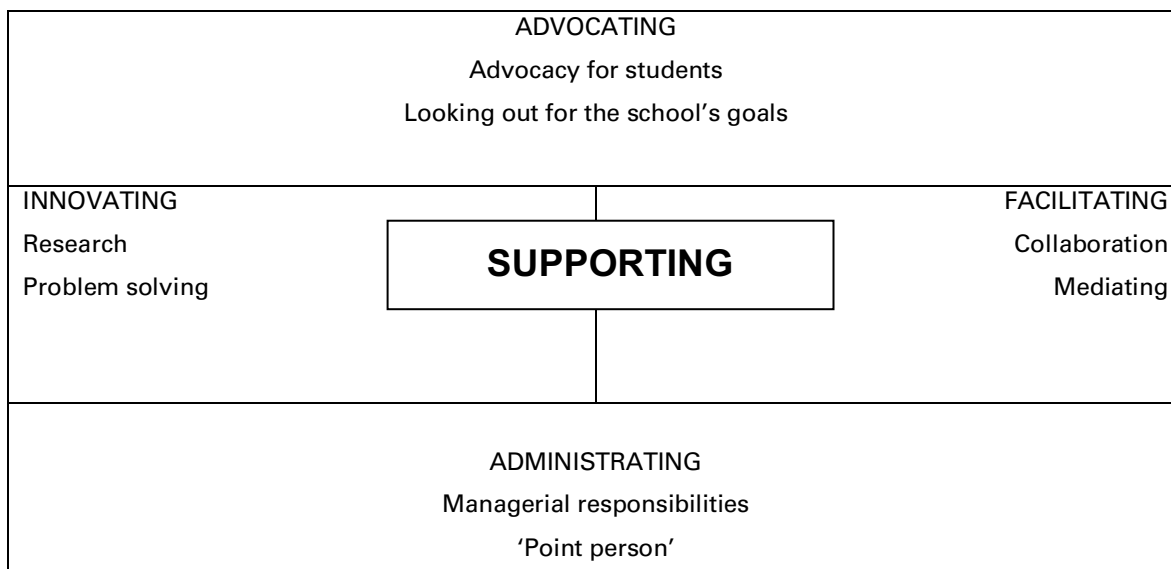 ADVOCATING
Advocacy for students
Looking out for the school’s goals
INNOVATING
Research
Problem solving
SUPPORTING
FACILITATING
Collaboration
Mediating
ADMINISTRATING
Managerial responsibilities
‘Point person’